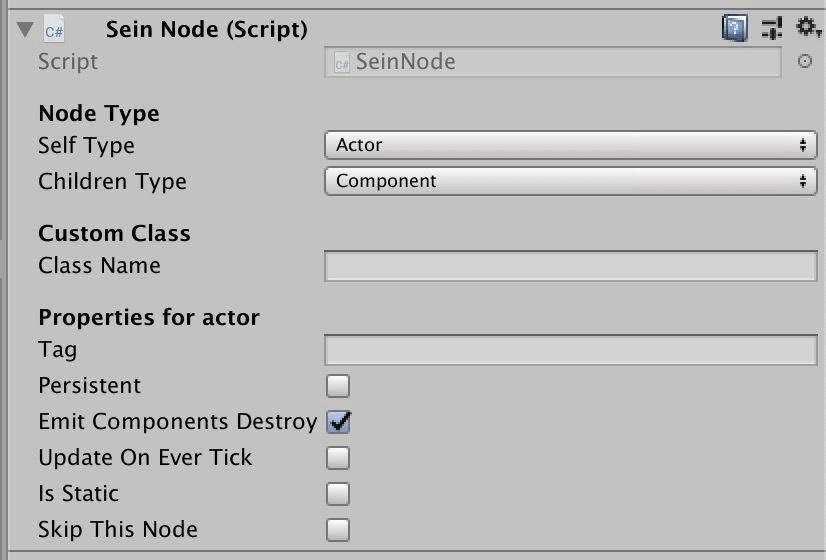 C# Sein Node (Script)
Script C# SeinNode
Node Type
Self Type Actor
Children Type Component
Custom Class
Class Name
Properties for actor
Tag
Persistent
Emit Components Destroy
Update On Ever Tick
Is Static
Skip This Node